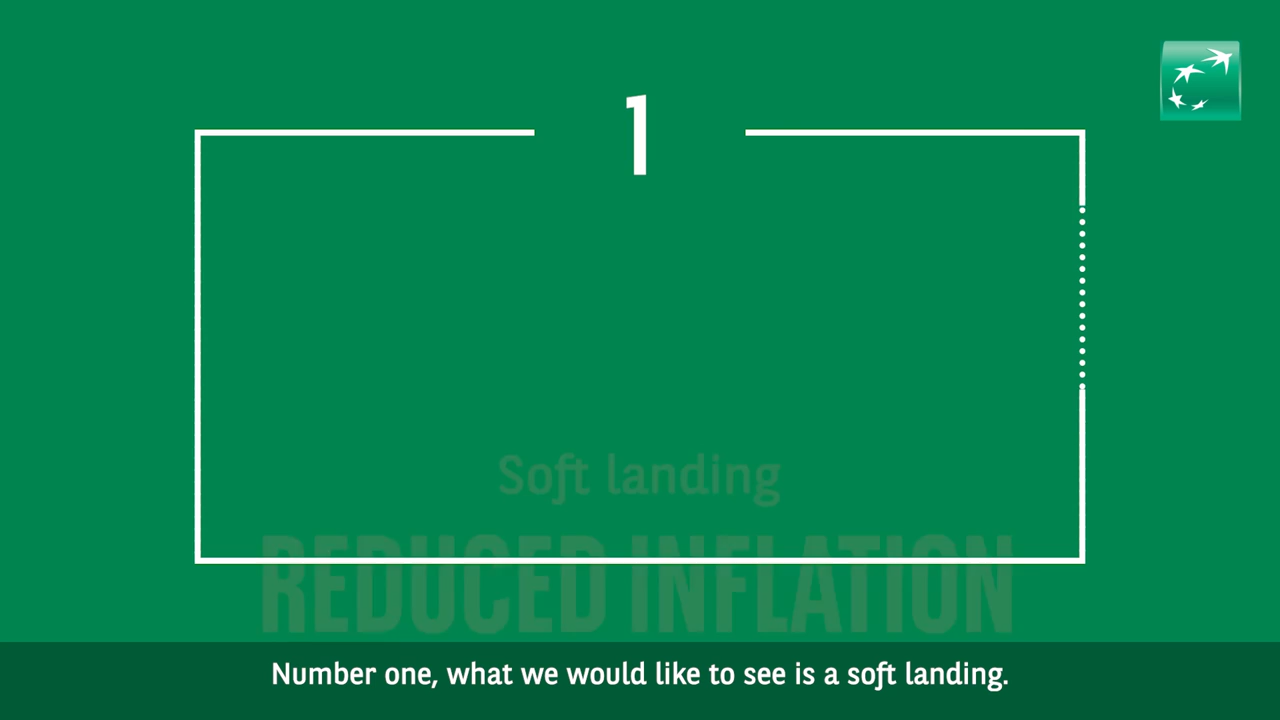 1
Soft landing
REDUCED INFLATION
Number one, what we would like to see is a soft landing.